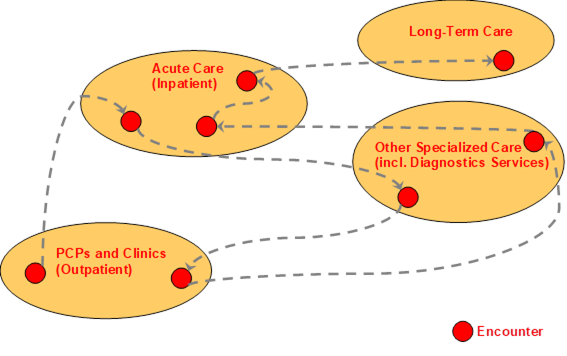 Long-Term Care
Acute Care
(Inpatient)
Other Specialized Care
(incl. Diagnostics Services)
PCPs and Clinics
(Outpatient)
Encounter